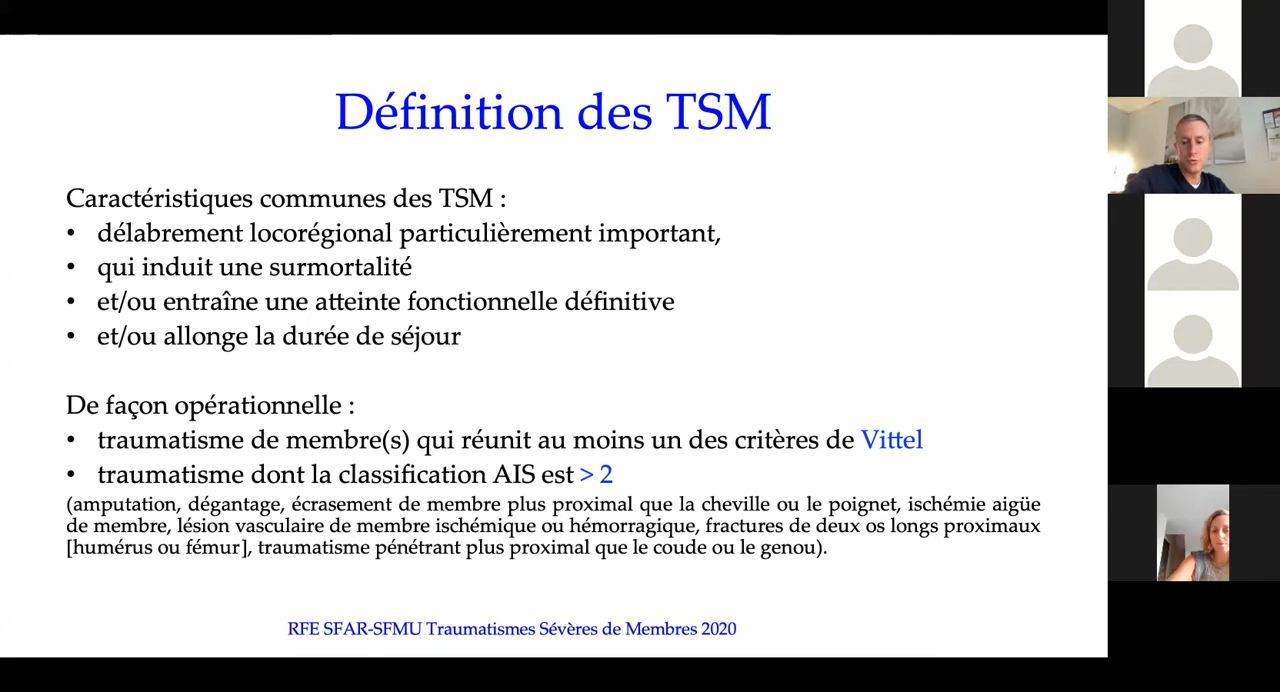 Définition des TSM
Caractéristiques communes des TSM :
• délabrement locorégional particulièrement important,
• qui induit une surmortalité
• et/ou entraîne une atteinte fonctionnelle définitive
• et/ou allonge la durée de séjour
De façon opérationnelle :
• traumatisme de membre(s) qui réunit au moins un des critères de Vittel
• traumatisme dont la classification AIS est > 2
(amputation, dégantage, écrasement de membre plus proximal que la cheville ou le poignet, ischémie aigüe
de membre, lésion vasculaire de membre ischémique ou hémorragique, fractures de deux os longs proximaux
[humérus ou fémur], traumatisme pénétrant plus proximal que le coude ou le genou).
RFE SFAR-SFMU Traumatismes Sévères de Membres 2020